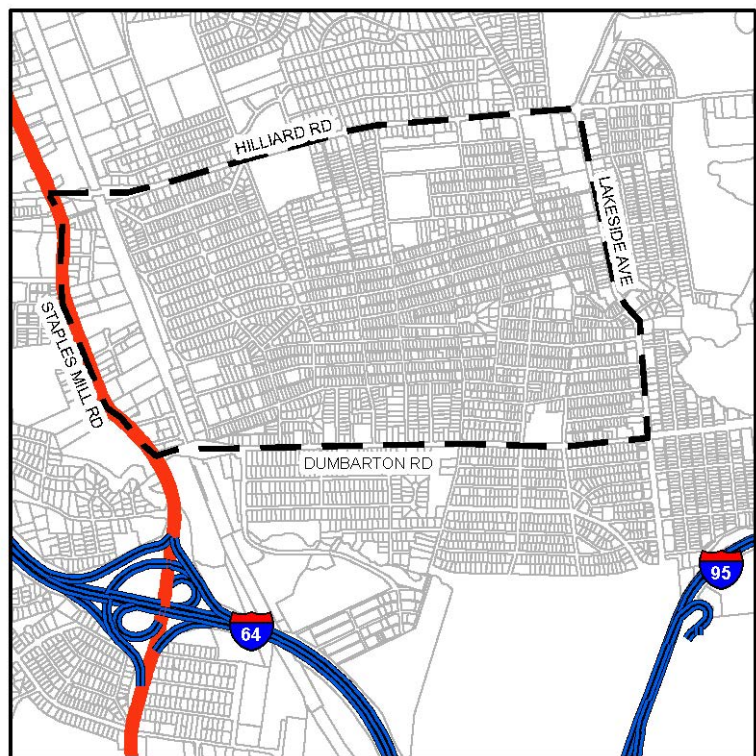 HILLIARD RD
LAKESIDE AVE
STAPLES MILL RD
DUMBARTON RD
95
64